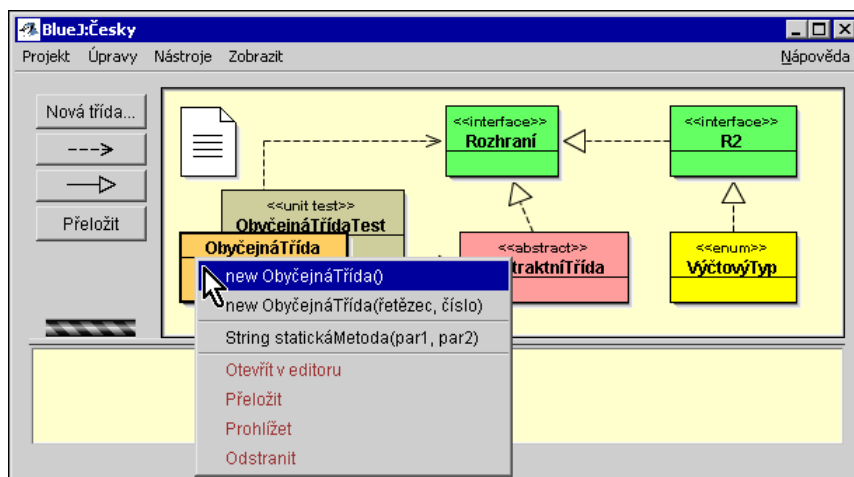 BlueJ:Česky
Projekt Úpravy Nástroje Zobrazit Nápověda
Nová třída...
Přeložit
<<interface>>
Rozhraní
<<interface>>
R2
<<unit test>>
ObyčejnáTřídaTest
ObyčejnáTřída
<<abstract>>
traktníTřída
<<enum>>
VýčtovýTyp
new ObyčejnáTřída()
new ObyčejnáTřída(řetězec, číslo)
String statickáMetoda(par1, par2)
Otevřít v editoru
Přeložit
Prohlížet
Odstranit